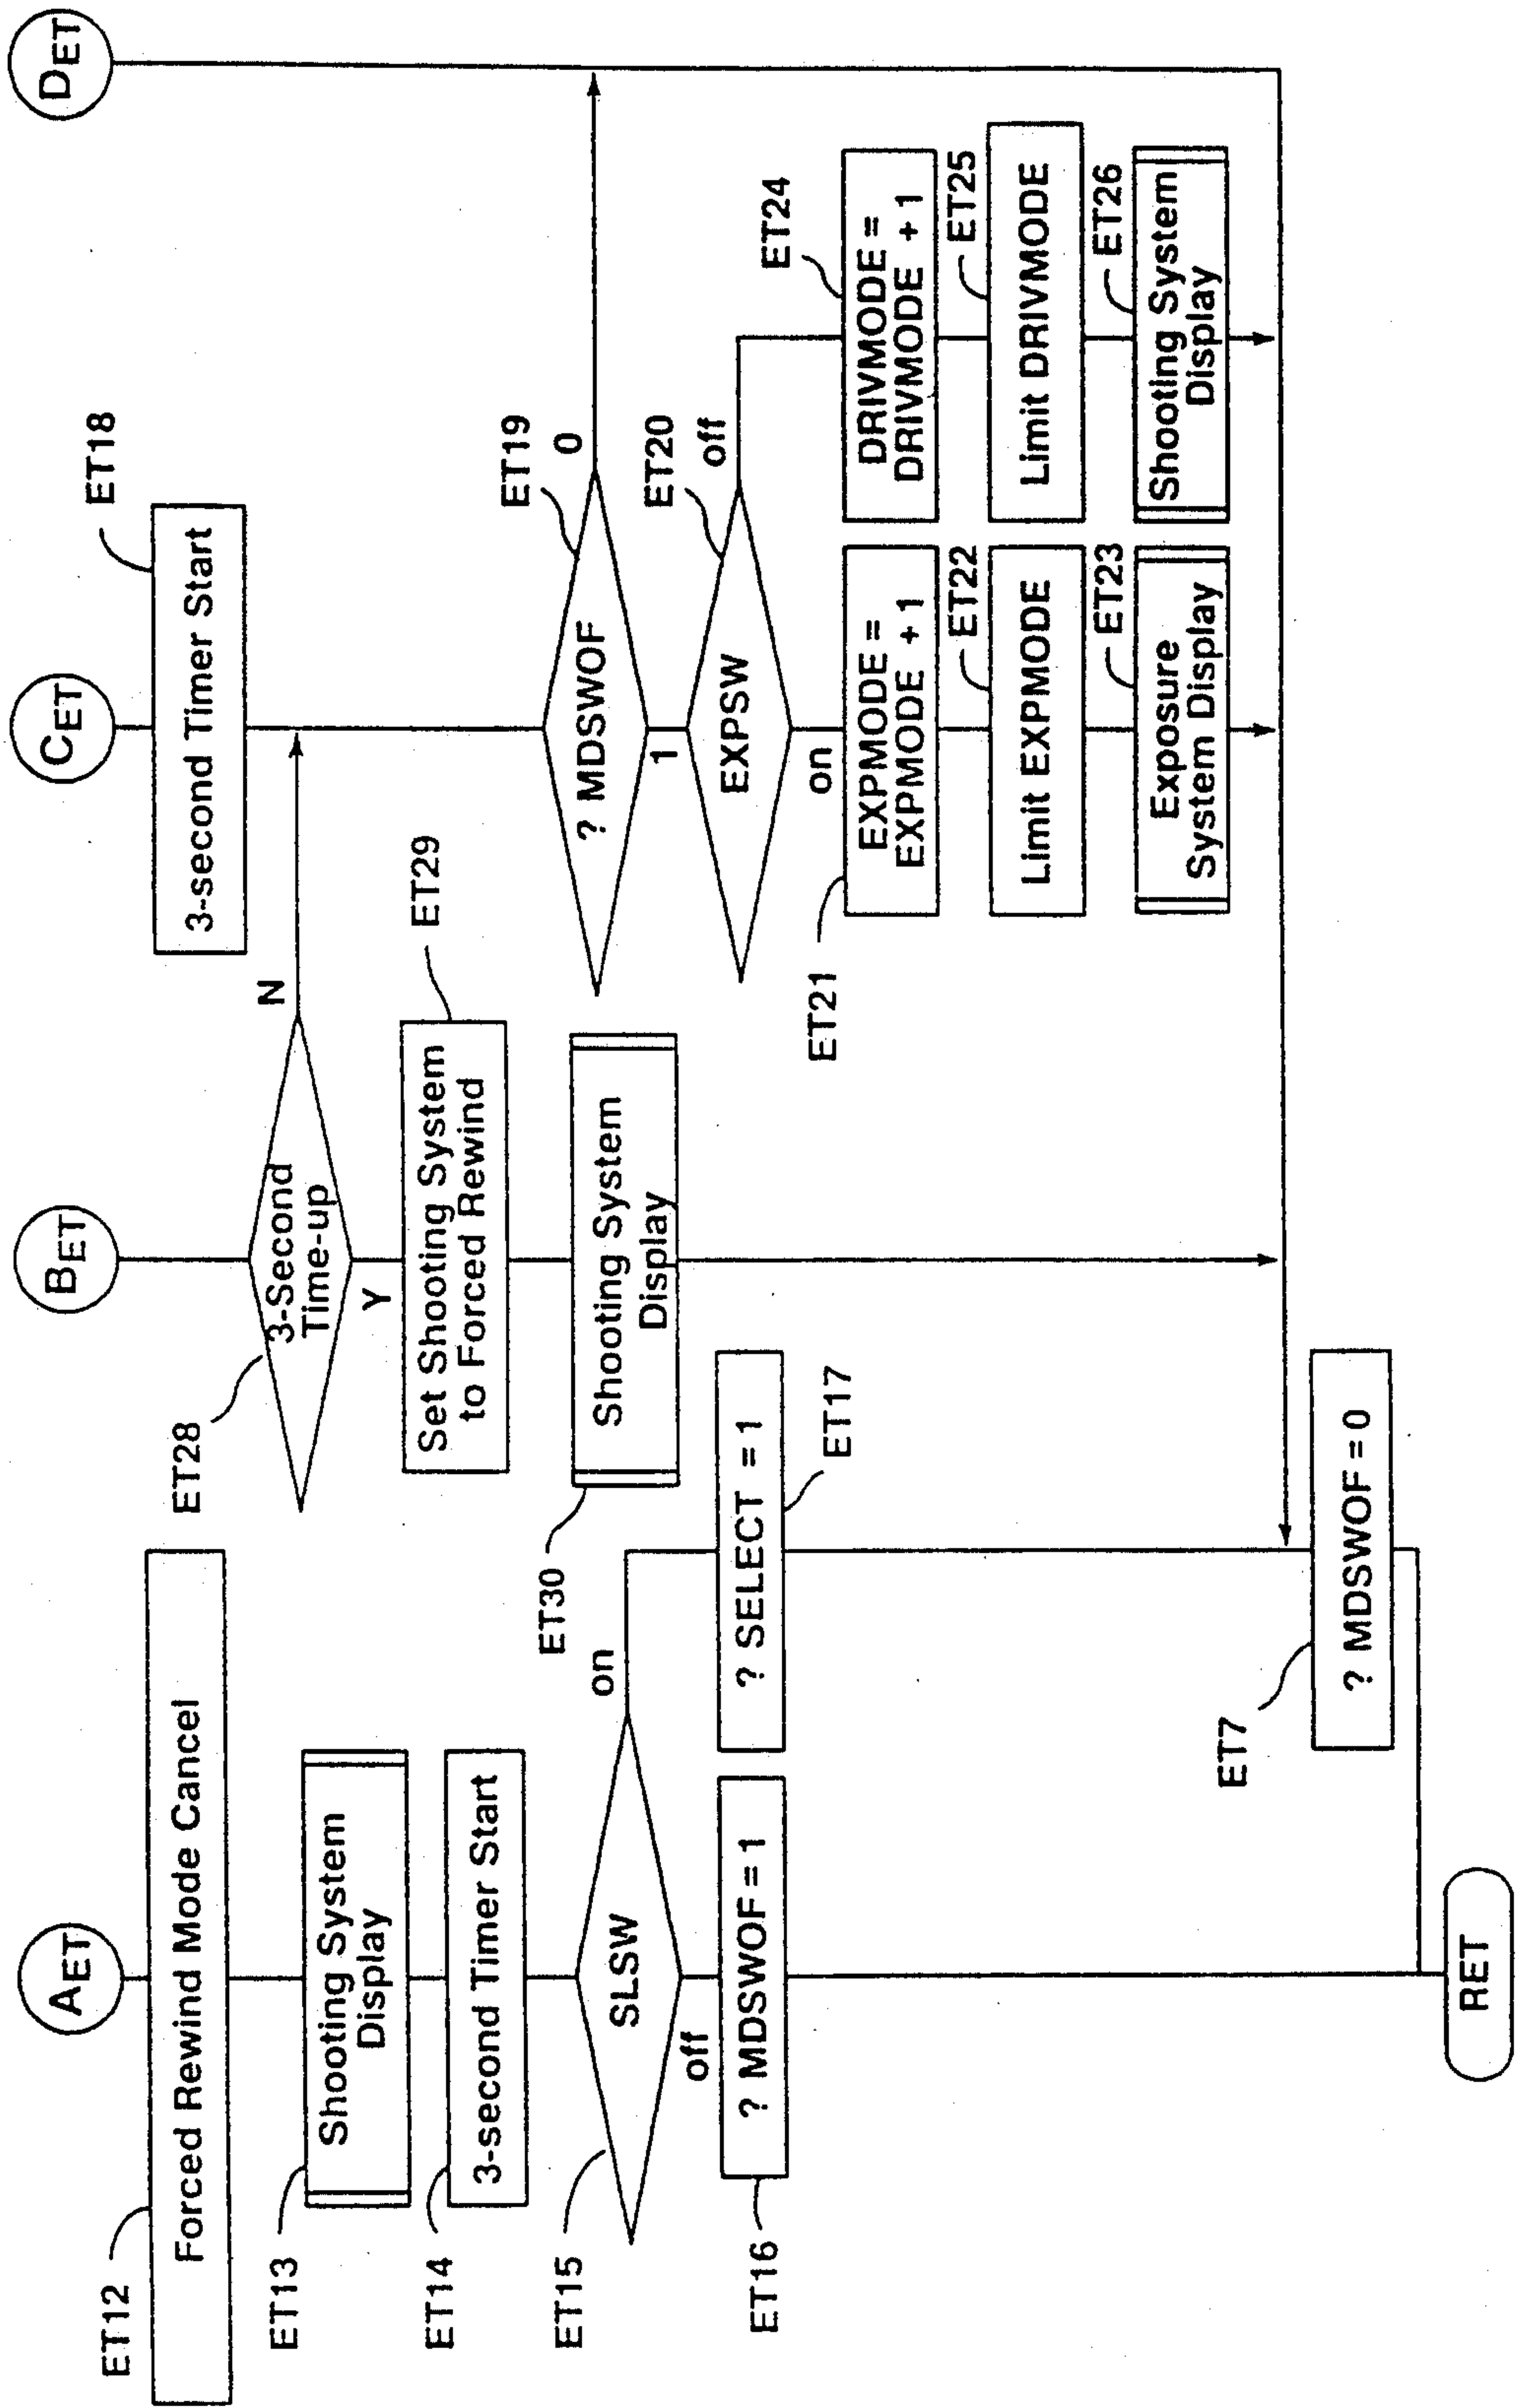 AET
ET12
Forced Rewind Mode Cancel
ET13
Shooting System
Display
ET14
3-second Timer Start
ET15
SLSW
on
off
ET16
? MDSWOF = 1
? SELECT = 1
ET17
BET
ET28
3-Second
Time-up
N
Y
ET29
Set Shooting System
to Forced Rewind
ET30
Shooting System
Display
CET
ET18
3-second Timer Start
ET19
? MDSWOF
0
1
ET20
EXPSW
off
on
ET21
EXPMODE =
EXPMODE +1
ET22
Limit EXPMODE
ET23
Exposure
System Display
ET24
DRIVMODE =
DRIVMODE +1
ET25
Limit DRIVMODE
ET26
Shooting System
Display
DET
ET7
? MDSWOF = 0
RET